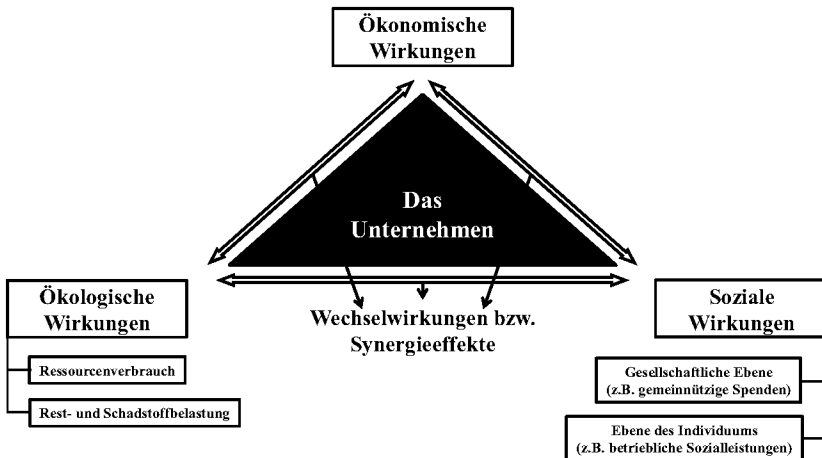 Ökonomische
Wirkungen
Das
Unternehmen
Ökologische
Wirkungen
Soziale
Wirkungen
Wechselwirkungen bzw.
Synergieeffekte
Ressourcenverbrauch
Rest- und Schadstoffbelastung
Gesellschaftliche Ebene
(z.B. gemeinnützige Spenden)
Ebene des Individuums
(z.B. betriebliche Sozialleistungen)